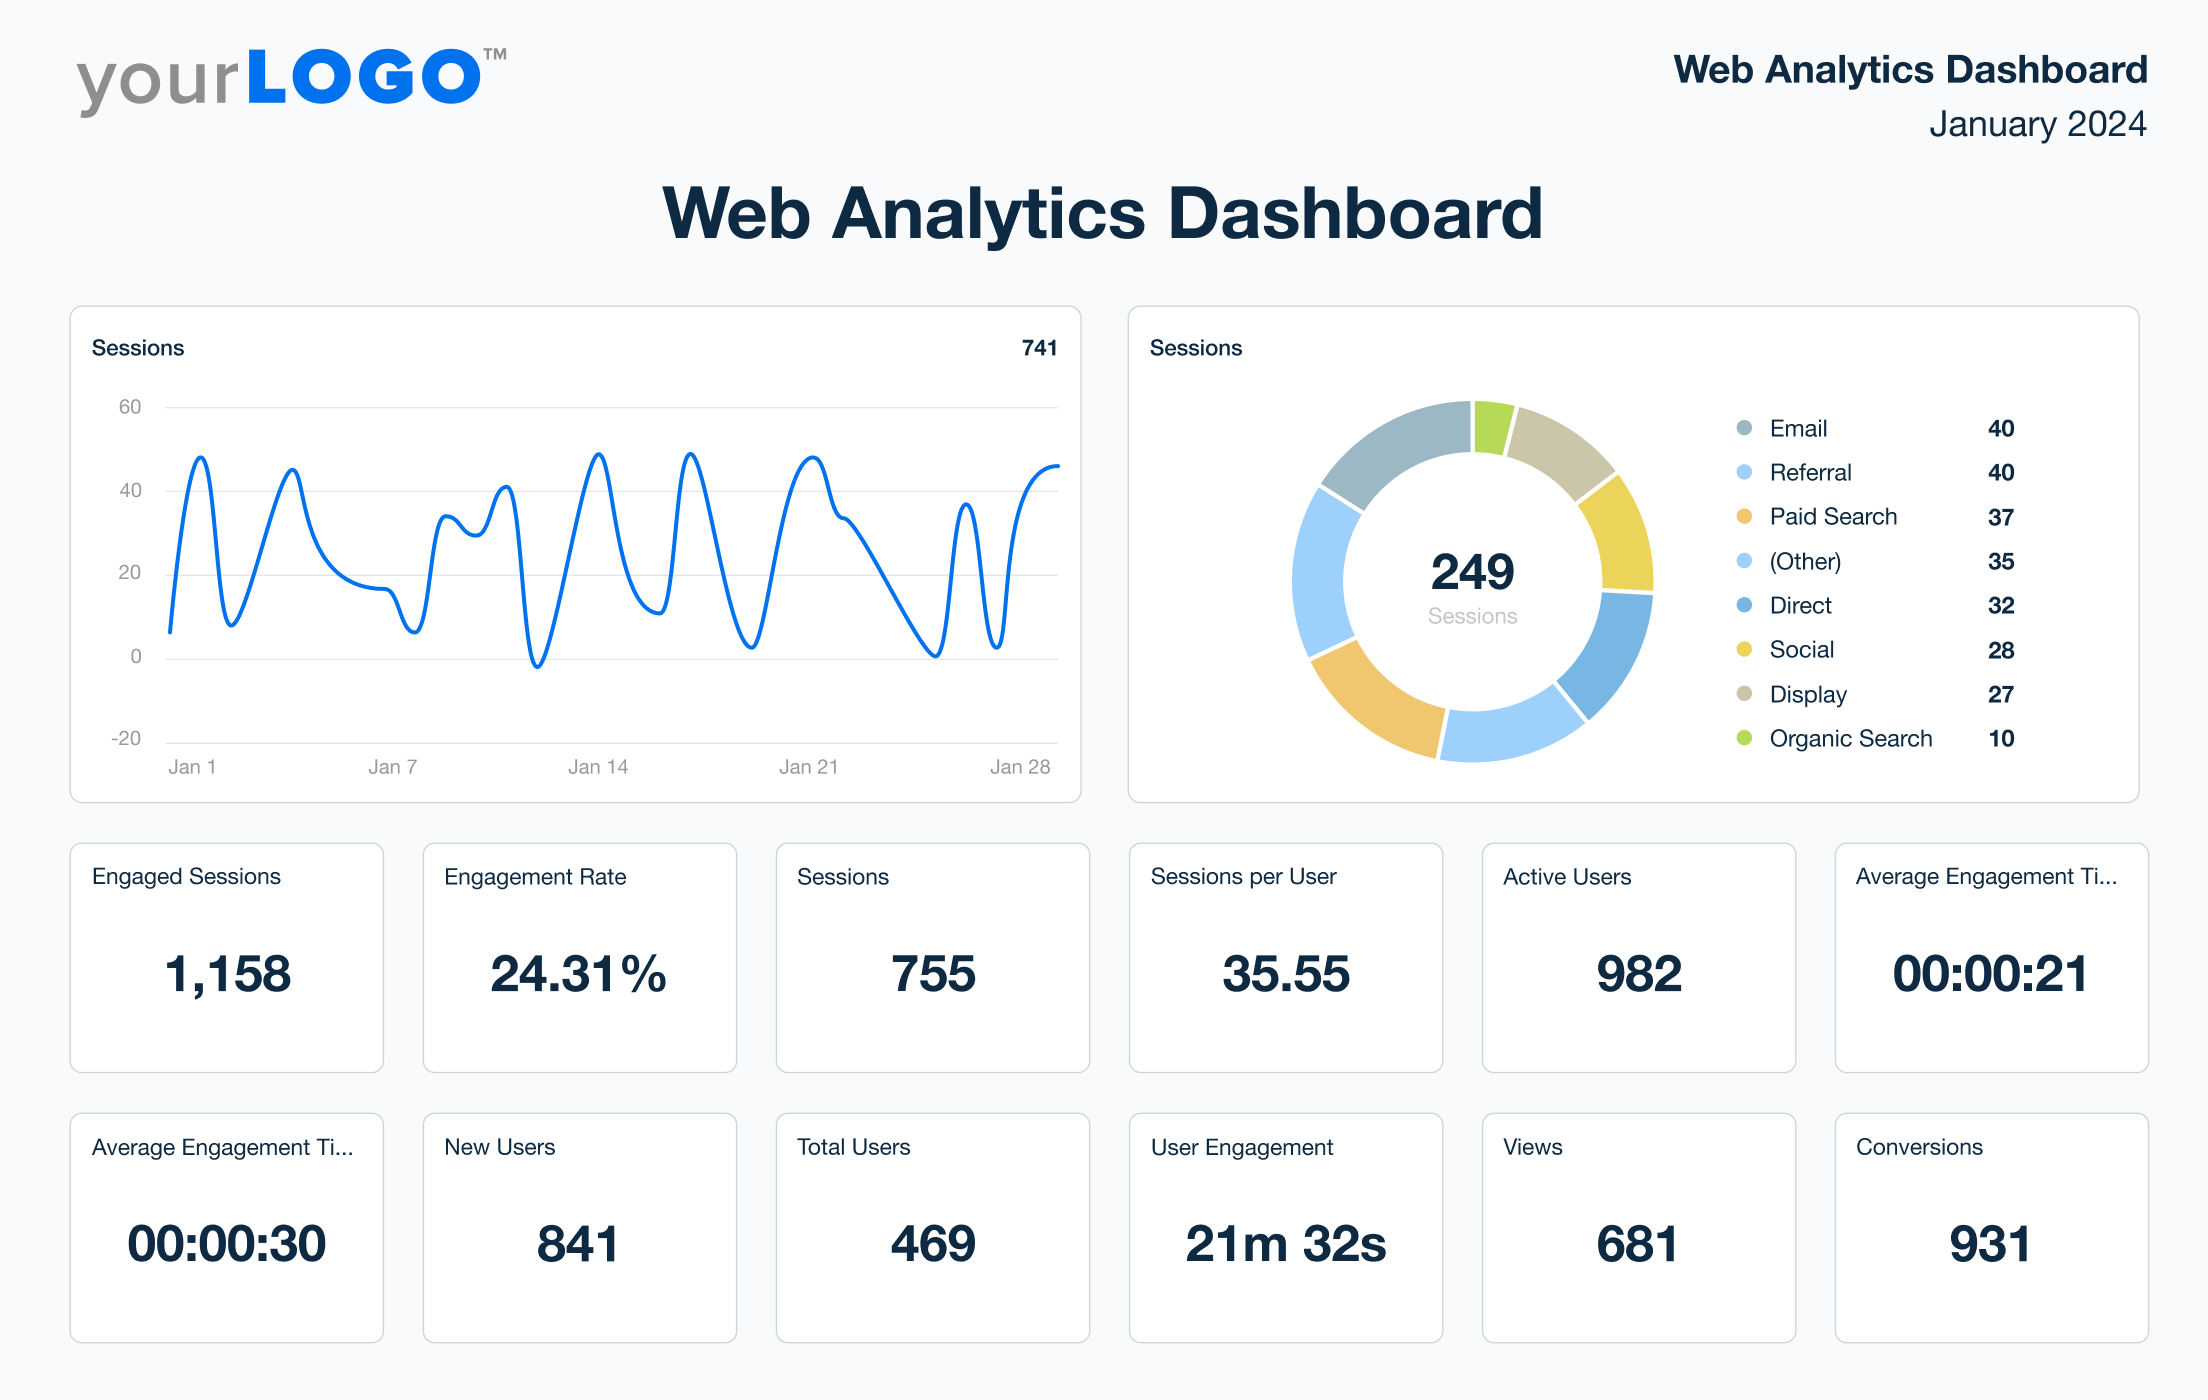 yourLOGO™
Web Analytics Dashboard
January 2024
Web Analytics Dashboard
Sessions 741
60
40
20
0
-20
Jan 1 Jan 7 Jan 14 Jan 21 Jan 28
Sessions
249
Sessions
Email 40
Referral 40
Paid Search 37
(Other) 35
Direct 32
Social 28
Display 27
Organic Search 10
Engaged Sessions
1,158
Engagement Rate
24.31%
Sessions
755
Sessions per User
35.55
Active Users
982
Average Engagement Ti...
00:00:21
Average Engagement Ti...
00:00:30
New Users
841
Total Users
469
User Engagement
21m 32s
Views
681
Conversions
931